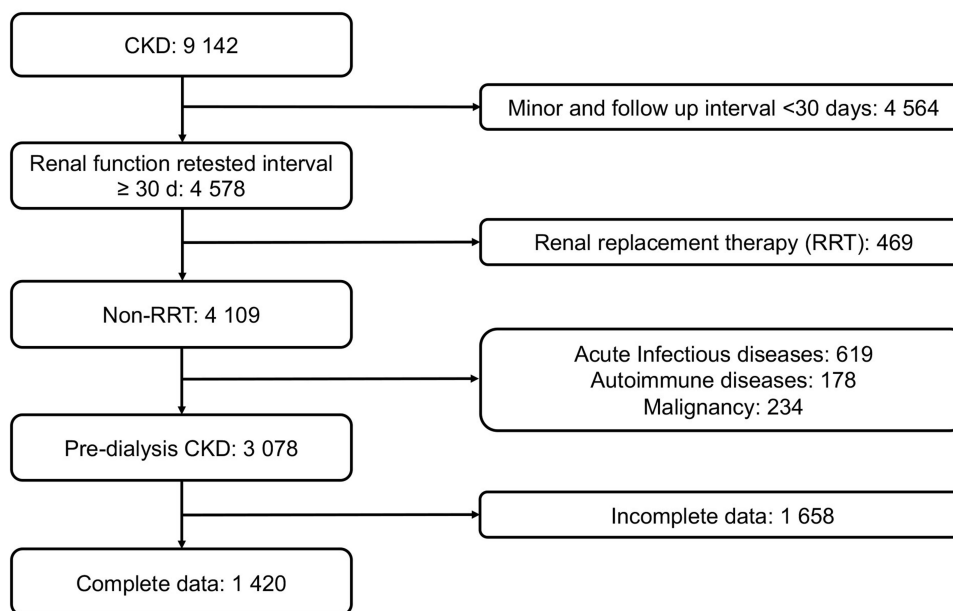 CKD: 9 142
Minor and follow up interval <30 days: 4 564
Renal function retested interval
≥ 30 d: 4 578
Renal replacement therapy (RRT): 469
Non-RRT: 4 109
Acute Infectious diseases: 619
Autoimmune diseases: 178
Malignancy: 234
Pre-dialysis CKD: 3 078
Incomplete data: 1 658
Complete data: 1 420